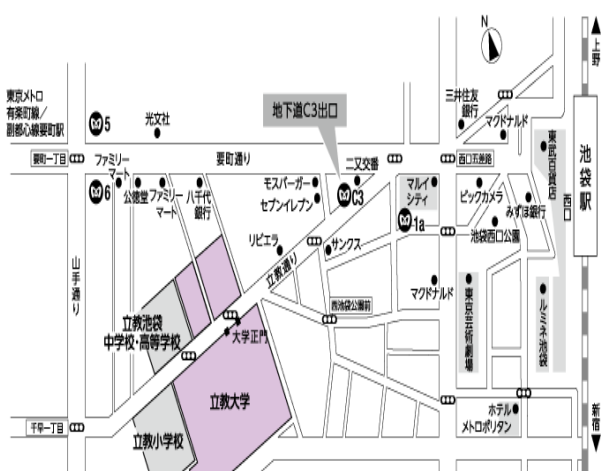 N
上野
東京メトロ
有楽町線／
副都心線要町駅
5
光文社
地下道C3出口
三井住友
銀行
マクドナルド
東武百貨店
西口
池袋駅
要町一丁目
ファミリー
マート
要町通り
二又交番
西口五差路
6
公徳堂
ファミリー
マート
八千代
銀行
モスバーガー
セブンイレブン
C3
マルイ
シティ
1a
ビックカメラ
みずほ銀行
池袋西口公園
リビエラ
サンクス
立教通り
山手通り
マクドナルド
西池袋公園前
東京芸術劇場
ルミネ池袋
立教池袋
中学校・高等学校
大学正門
立教大学
立教小学校
千早一丁目
ホテル
メトロポリタン
新宿